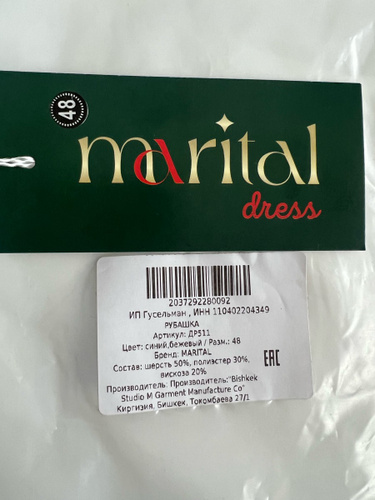 48
marital
dress
2037292280092
ИП Гусельман , ИНН 110402204349
РУБАШКА
Артикул: ДР511
Цвет: синий,бежевый / Разм.: 48
Бренд: MARITAL
Состав: шерсть 50%, полиэстер 30%,
вискоза 20%
Производитель: Производитель:"Bishkek
Studio M Garment Manufacture Co"
Киргизия, Бишкек, Токомбаева 27/1
EAC